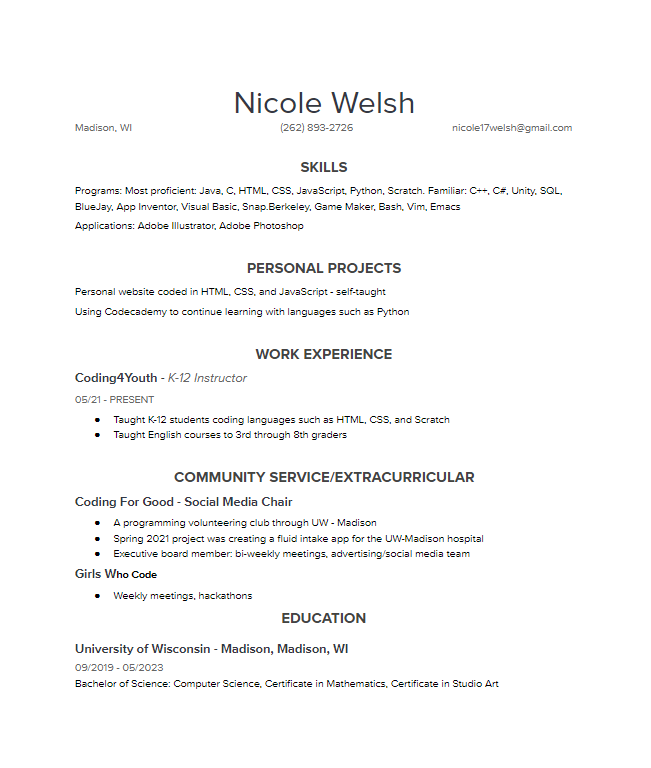 Nicole Welsh
Madison, WI (262) 893-2726 nicole17welsh@gmail.com
SKILLS
Programs: Most proficient: Java, C, HTML, CSS, JavaScript, Python, Scratch. Familiar: C++, C#, Unity, SQL,
BlueJay, App Inventor, Visual Basic, Snap.Berkeley, Game Maker, Bash, Vim, Emacs
Applications: Adobe Illustrator, Adobe Photoshop
PERSONAL PROJECTS
Personal website coded in HTML, CSS, and JavaScript - self-taught
Using Codecademy to continue learning with languages such as Python
WORK EXPERIENCE
Coding4Youth - K-12 Instructor
05/21 - PRESENT
● Taught K-12 students coding languages such as HTML, CSS, and Scratch
● Taught English courses to 3rd through 8th graders
COMMUNITY SERVICE/EXTRACURRICULAR
Coding For Good - Social Media Chair
● A programming volunteering club through UW - Madison
● Spring 2021 project was creating a fluid intake app for the UW-Madison hospital
● Executive board member: bi-weekly meetings, advertising/social media team
Girls Who Code
● Weekly meetings, hackathons
EDUCATION
University of Wisconsin - Madison, Madison, WI
09/2019 - 05/2023
Bachelor of Science: Computer Science, Certificate in Mathematics, Certificate in Studio Art